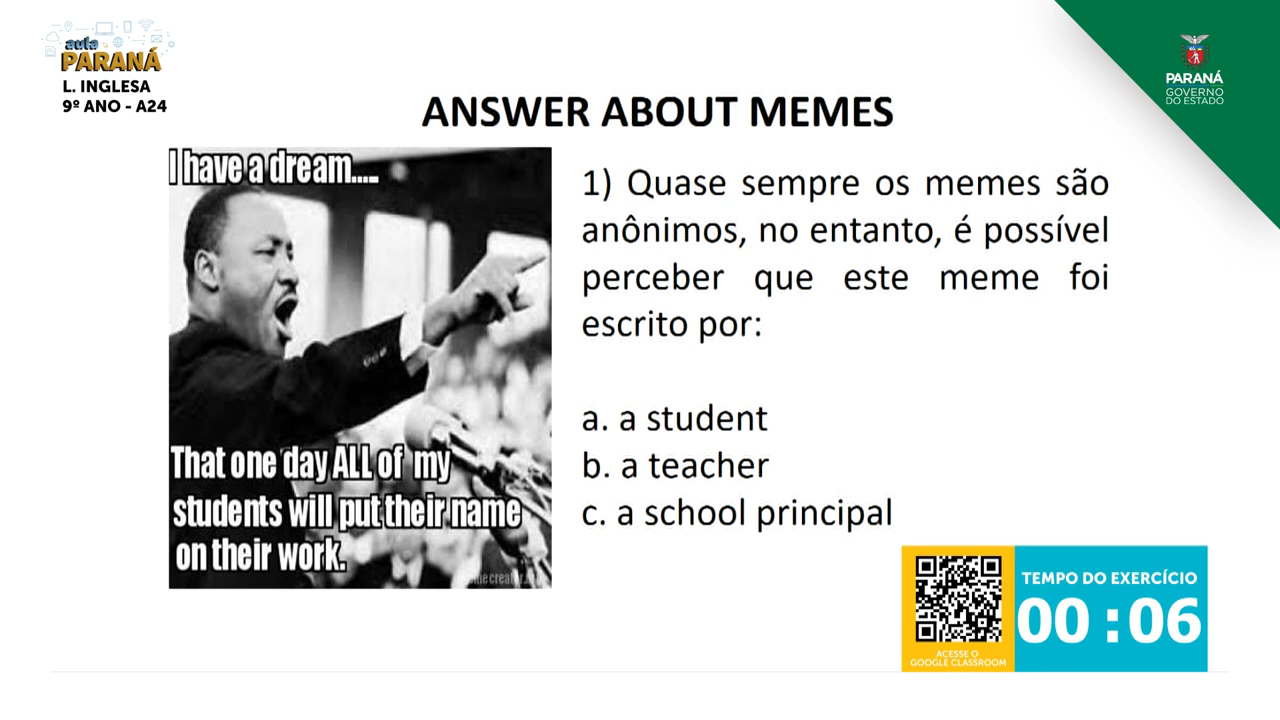 aula
PARANÁ
L. INGLESA
9º ANO - A24
PARANÁ
GOVERNO
DO ESTADO
ANSWER ABOUT MEMES
I have a dream....
That one day ALL of my
students will put their name
on their work.
1) Quase sempre os memes são
anônimos, no entanto, é possível
perceber que este meme foi
escrito por:
a. a student
b. a teacher
c. a school principal
ACESSE O
GOOGLE CLASSROOM
TEMPO DO EXERCÍCIO
00 : 06